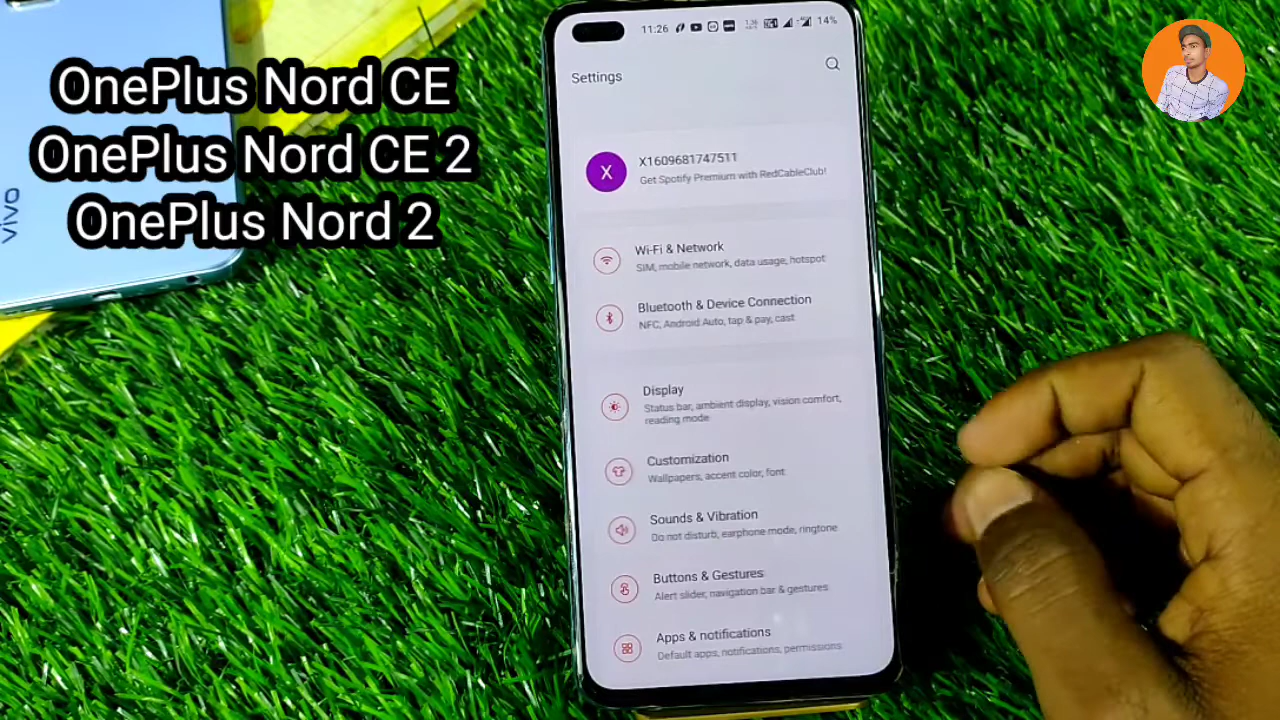 OnePlus Nord CE
OnePlus Nord CE 2
OnePlus Nord 2
vivo
11:26
14%
Settings
X
X1609681747511
Get Spotify Premium with RedCableClub!
Wi-Fi & Network
SIM, mobile network, data usage, hotspot
Bluetooth & Device Connection
NFC, Android Auto, tap & pay, cast
Display
Status bar, ambient display, vision comfort,
reading mode
Customization
Wallpapers, accent color, font
Sounds & Vibration
Do not disturb, earphone mode, ringtone
Buttons & Gestures
Alert slider, navigation bar & gestures
Apps & notifications
Default apps, notifications, permissions